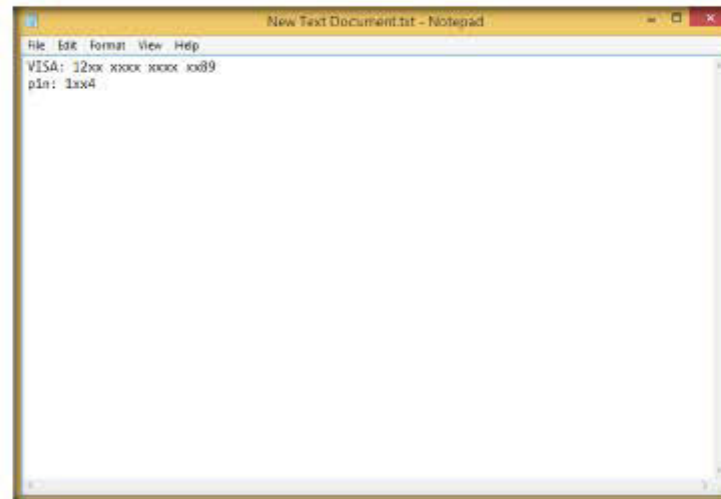 New Text Document.txt - Notepad
File Edit Format View Help
VISA: 12xx xxxx xxxx xx89
pin: 1xx4